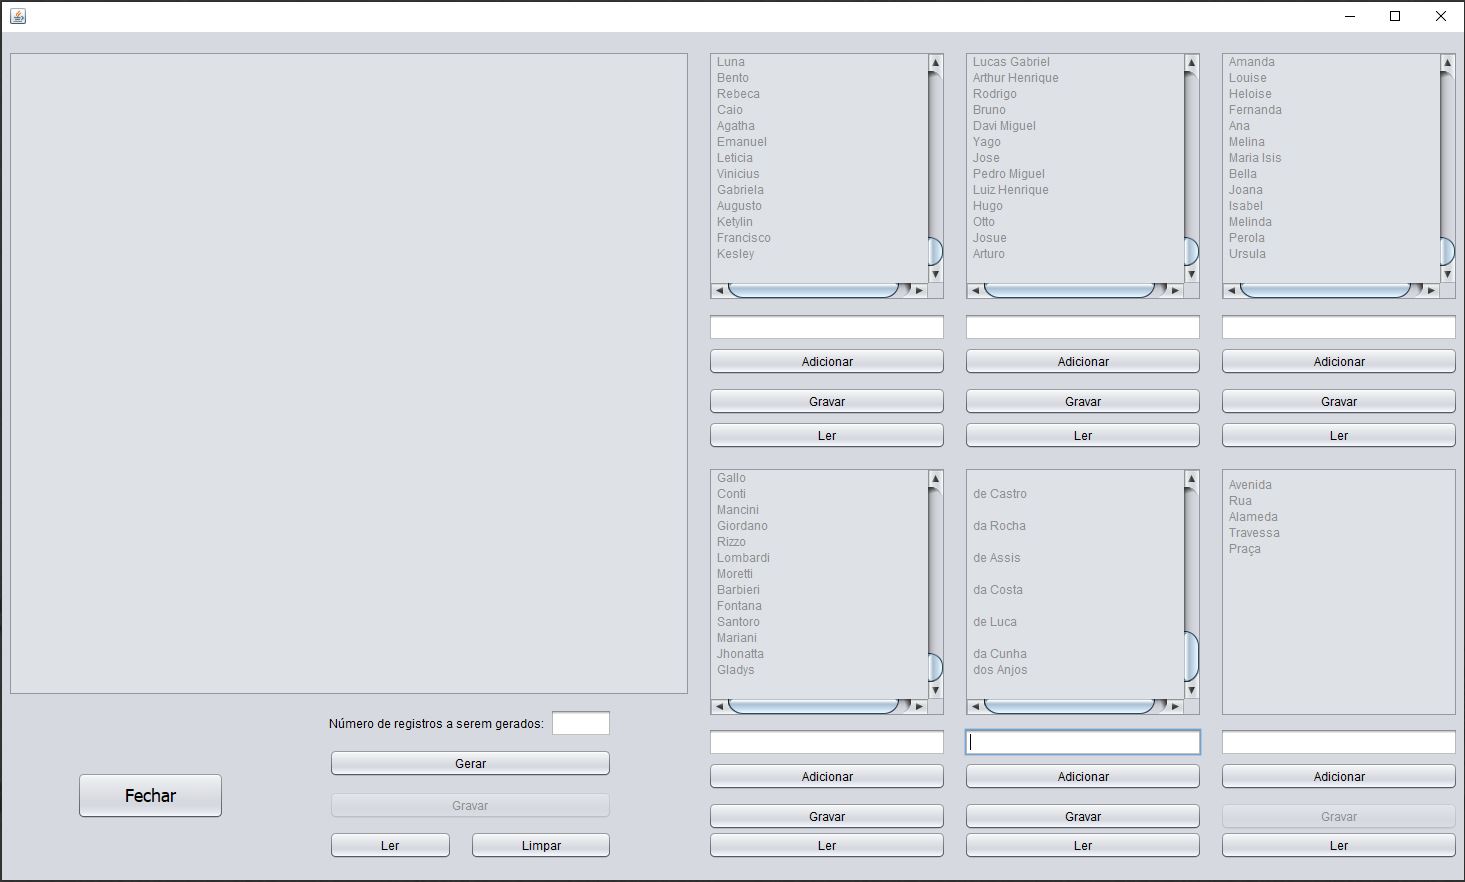 Luna
Bento
Rebeca
Caio
Agatha
Emanuel
Leticia
Vinicius
Gabriela
Augusto
Ketylin
Francisco
Kesley
Adicionar
Gravar
Ler
Lucas Gabriel
Arthur Henrique
Rodrigo
Bruno
Davi Miguel
Yago
Jose
Pedro Miguel
Luiz Henrique
Hugo
Otto
Josue
Arturo
Adicionar
Gravar
Ler
Amanda
Louise
Heloise
Fernanda
Ana
Melina
Maria Isis
Bella
Joana
Isabel
Melinda
Perola
Ursula
Adicionar
Gravar
Ler
Gallo
Conti
Mancini
Giordano
Rizzo
Lombardi
Moretti
Barbieri
Fontana
Santoro
Mariani
Jhonatta
Gladys
Adicionar
Gravar
Ler
de Castro
da Rocha
de Assis
da Costa
de Luca
da Cunha
dos Anjos
Adicionar
Gravar
Ler
Avenida
Rua
Alameda
Travessa
Praça
Adicionar
Gravar
Ler
Número de registros a serem gerados:
Gerar
Gravar
Ler
Limpar
Fechar